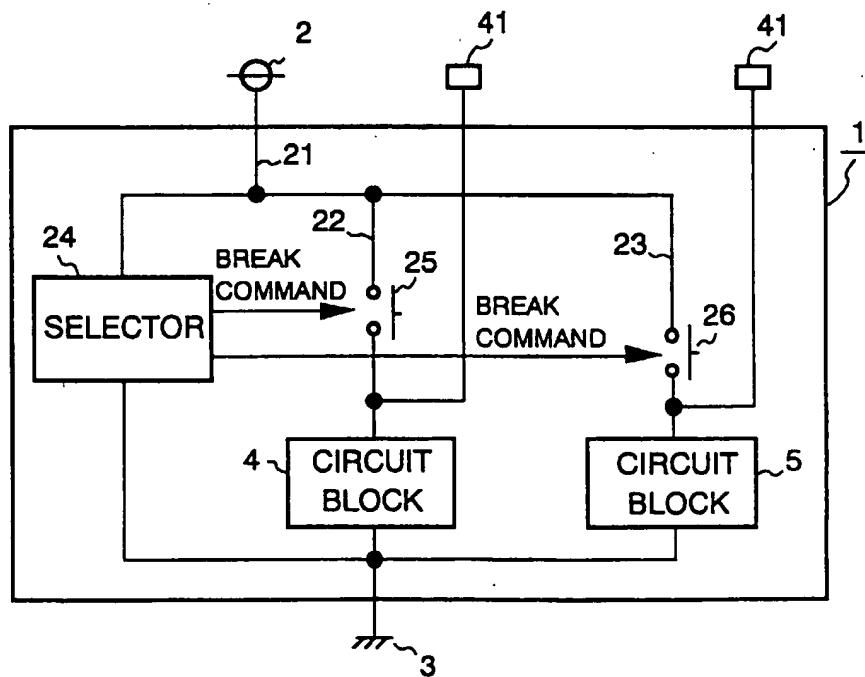 2
41
41
1
21
24
22
25
23
BREAK
COMMAND
BREAK
COMMAND
26
SELECTOR
4
CIRCUIT
BLOCK
CIRCUIT
BLOCK
5
3